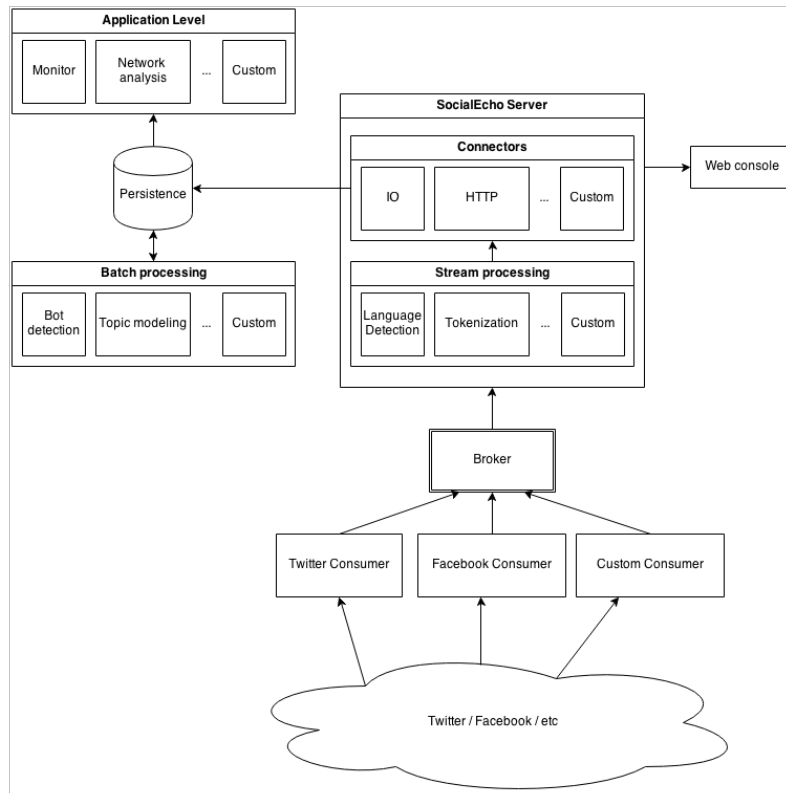 Application Level
Monitor
Network
analysis
...
Custom
SocialEcho Server
Connectors
IO
HTTP
...
Custom
Web console
Persistence
Batch processing
Bot
detection
Topic modeling
...
Custom
Stream processing
Language
Detection
Tokenization
...
Custom
Broker
Twitter Consumer
Facebook Consumer
Custom Consumer
Twitter / Facebook / etc